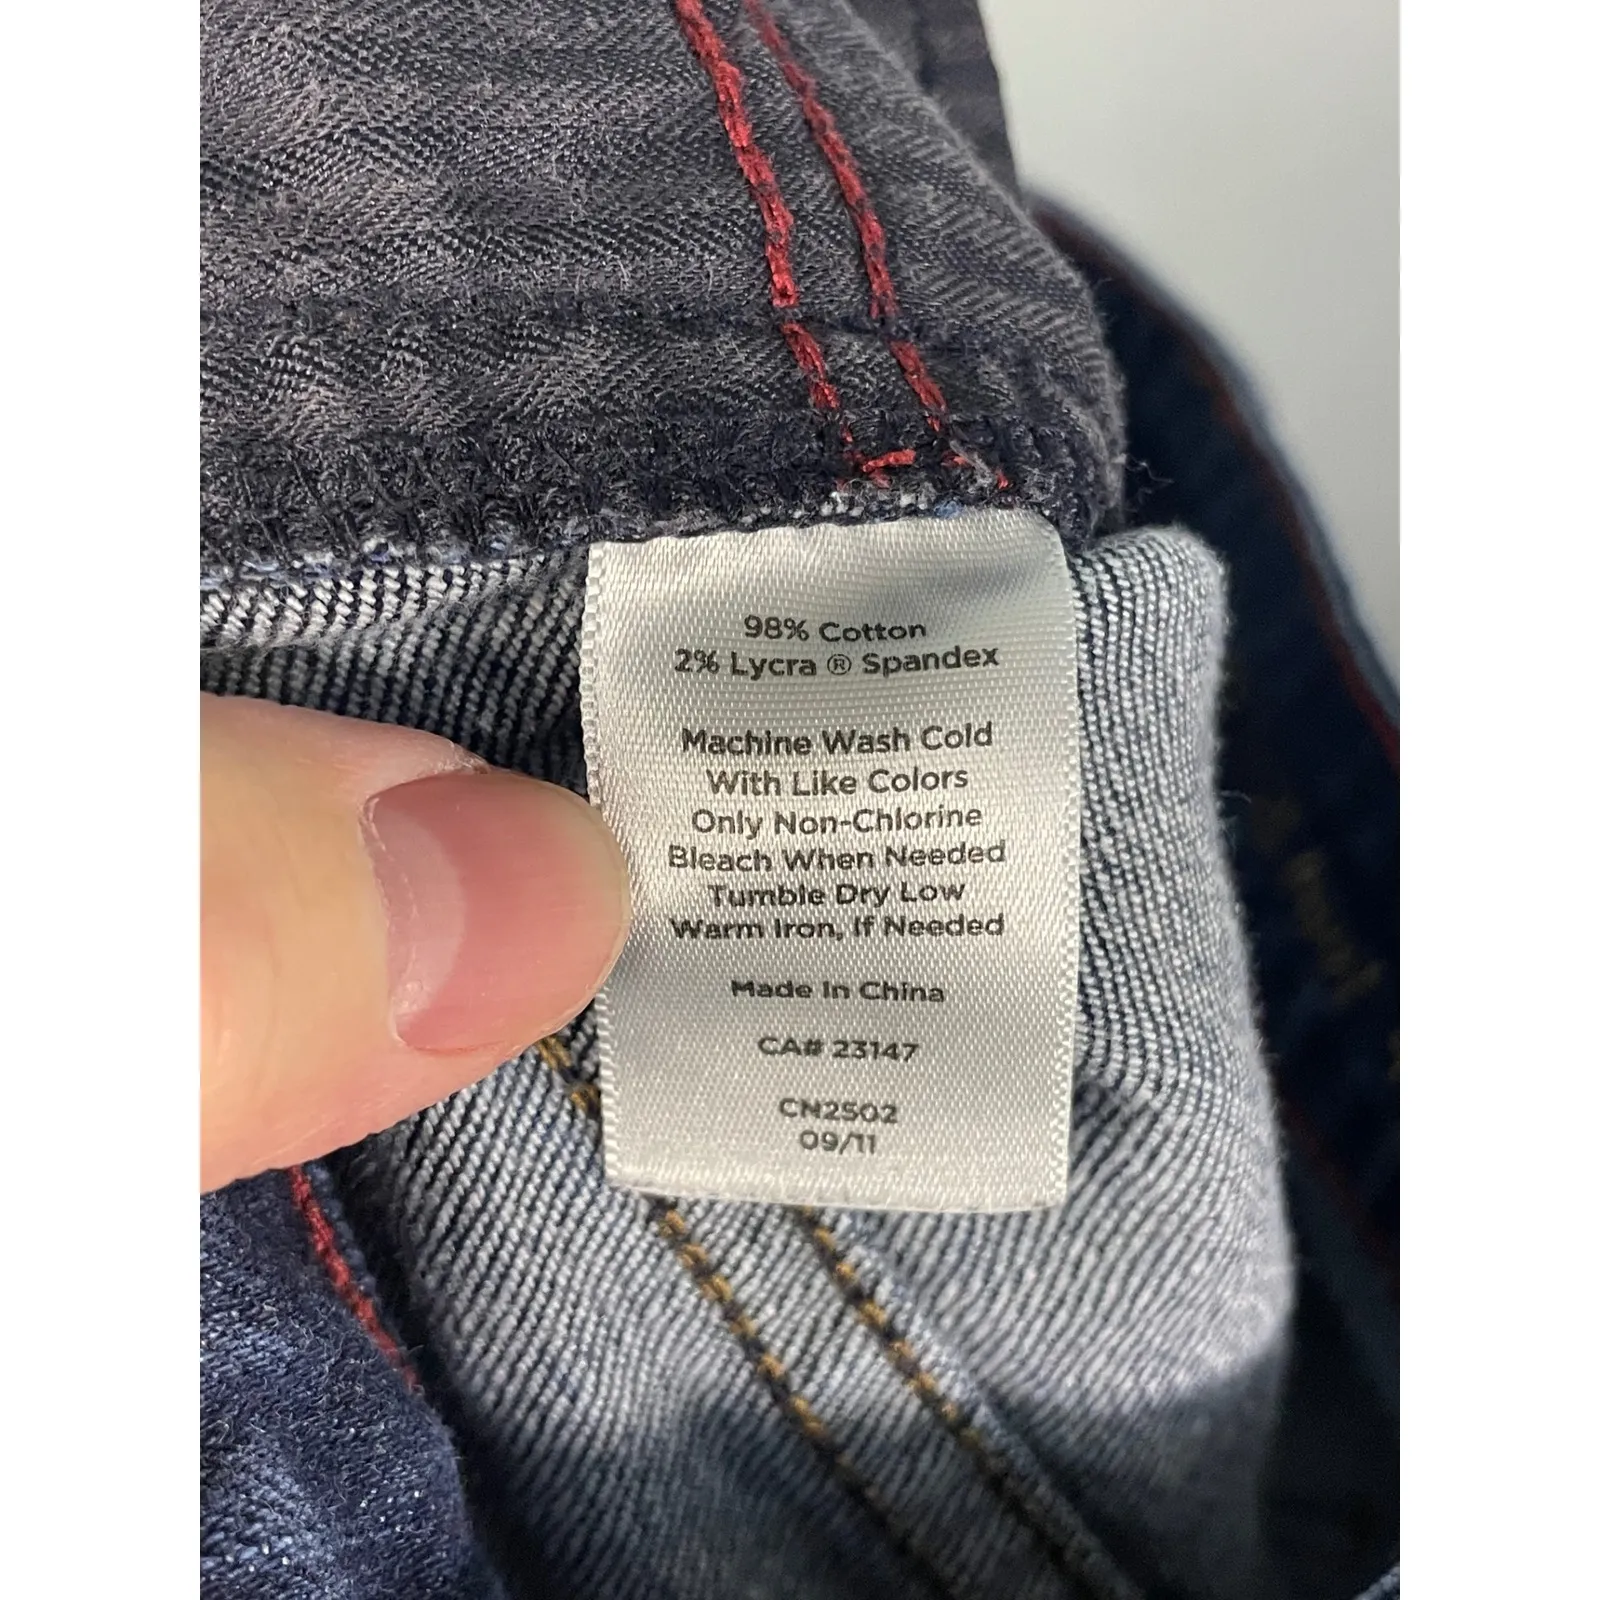 98% Cotton
2% Lycra ® Spandex
Machine Wash Cold
With Like Colors
Only Non-Chlorine
Bleach When Needed
Tumble Dry Low
Warm Iron, If Needed
Made In China
CA# 23147
CN2502
09/11